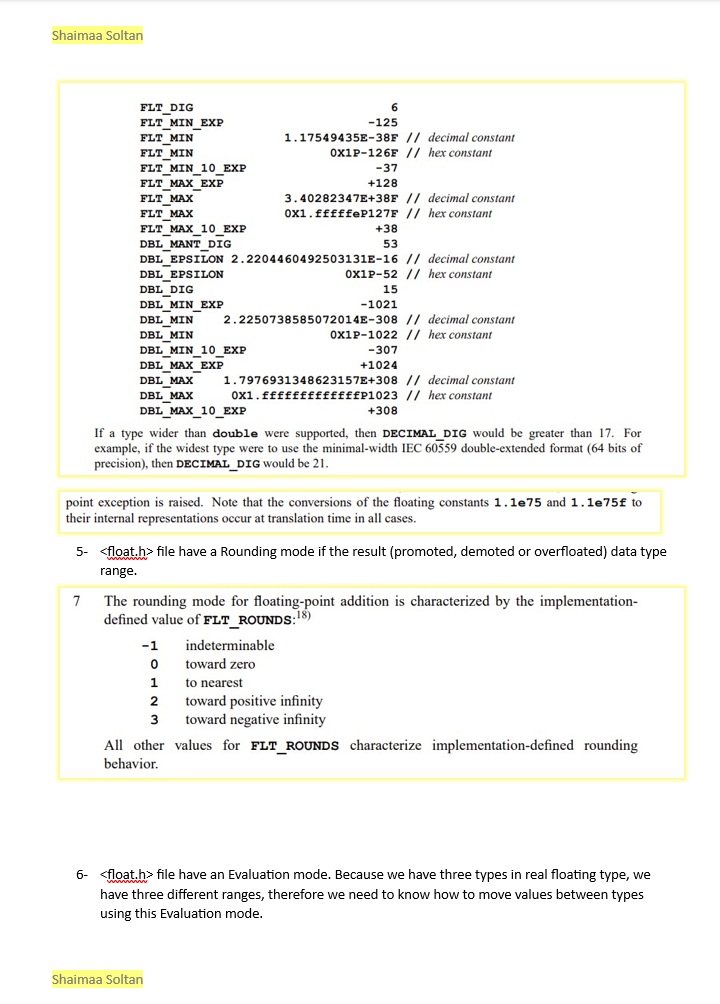 Shaimaa Soltan
FLT_DIG 6
FLT_MIN_EXP -125
FLT_MIN 1.17549435E-38F // decimal constant
FLT_MIN 0X1P-126F // hex constant
FLT_MIN_10_EXP -37
FLT_MAX_EXP +128
FLT_MAX 3.40282347E+38F // decimal constant
FLT_MAX 0X1.fffffeP127F // hex constant
FLT_MAX_10_EXP +38
DBL_MANT_DIG 53
DBL_EPSILON 2.2204460492503131E-16 // decimal constant
DBL_EPSILON 0X1P-52 // hex constant
DBL_DIG 15
DBL_MIN_EXP -1021
DBL_MIN 2.2250738585072014E-308 // decimal constant
DBL_MIN 0X1P-1022 // hex constant
DBL_MIN_10_EXP -307
DBL_MAX_EXP +1024
DBL_MAX 1.7976931348623157E+308 // decimal constant
DBL_MAX 0X1.fffffffffffffP1023 // hex constant
DBL_MAX_10_EXP +308
If a type wider than double were supported, then DECIMAL_DIG would be greater than 17. For
example, if the widest type were to use the minimal-width IEC 60559 double-extended format (64 bits of
precision), then DECIMAL_DIG would be 21.
point exception is raised. Note that the conversions of the floating constants 1.1e75 and 1.1e75f to
their internal representations occur at translation time in all cases.
5- <float.h> file have a Rounding mode if the result (promoted, demoted or overfloated) data type
range.
7 The rounding mode for floating-point addition is characterized by the implementation-
defined value of FLT_ROUNDS:18)
-1 indeterminable
0 toward zero
1 to nearest
2 toward positive infinity
3 toward negative infinity
All other values for FLT_ROUNDS characterize implementation-defined rounding
behavior.
6- <float.h> file have an Evaluation mode. Because we have three types in real floating type, we
have three different ranges, therefore we need to know how to move values between types
using this Evaluation mode.
Shaimaa Soltan